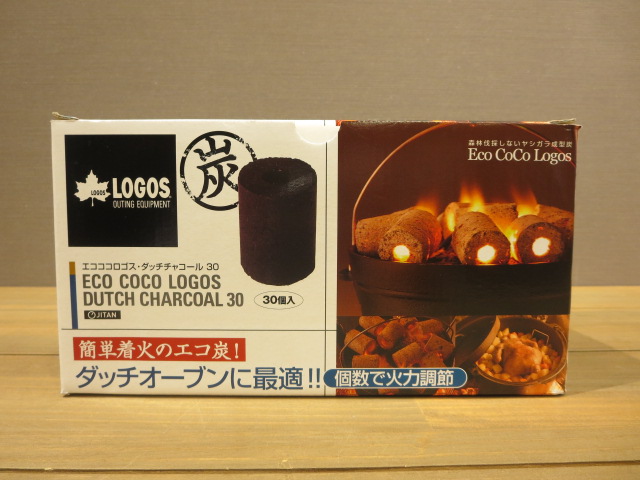 炭
LOGOS
LOGOS
OUTING EQUIPMENT
エコココロゴス・ダッチチャコール 30
ECO COCO LOGOS
DUTCH CHARCOAL 30
30個入
JITAN
簡単着火のエコ炭!
ダッチオーブンに最適!!
個数で火力調節
森林伐採しないヤシガラ成型炭
Eco CoCo Logos